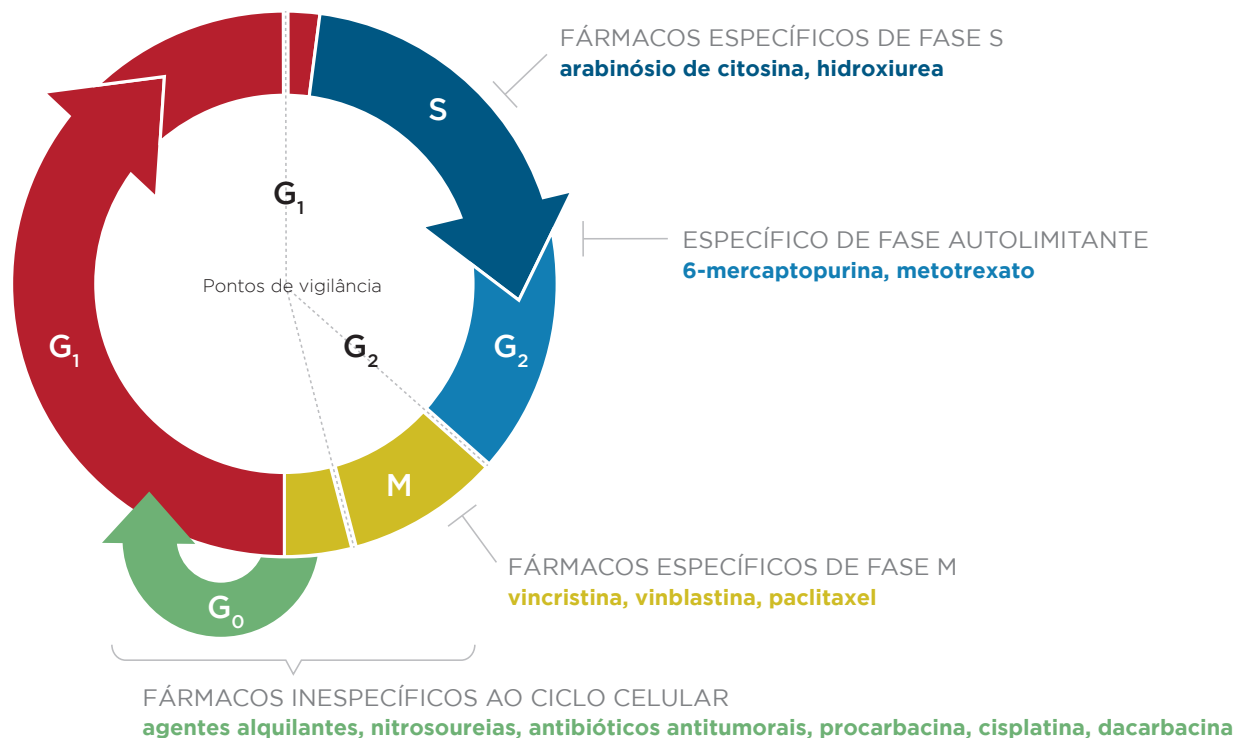 FÁRMACOS ESPECÍFICOS DE FASE S
arabinósio de citosina, hidroxiurea
S
G₁
ESPECÍFICO DE FASE AUTOLIMITANTE
6-mercaptopurina, metotrexato
Pontos de vigilância
G₁
G₂
G₂
M
FÁRMACOS ESPECÍFICOS DE FASE M
vincristina, vinblastina, paclitaxel
G₀
FÁRMACOS INESPECÍFICOS AO CICLO CELULAR
agentes alquilantes, nitrosoureias, antibióticos antitumorais, procarbacina, cisplatina, dacarbacina